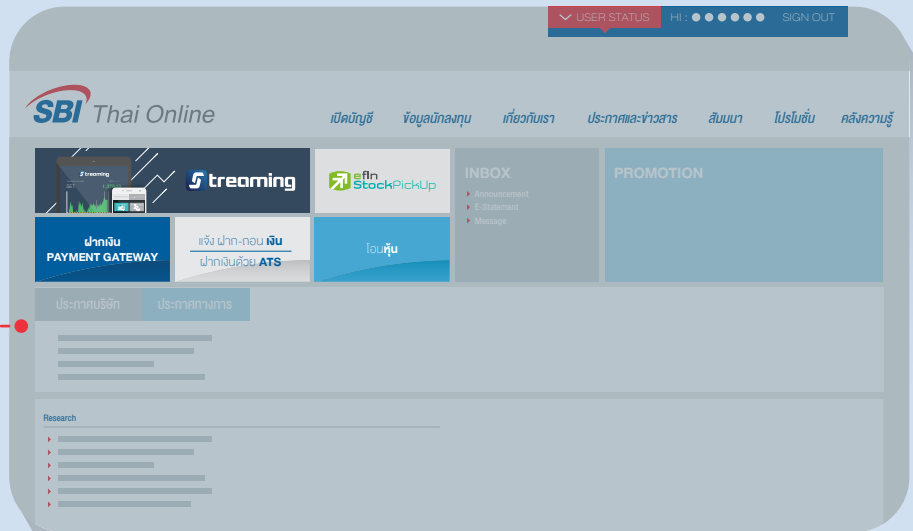 USER STATUS HI : ●●●●●● SIGN OUT
SBI Thai Online
เปิดบัญชี ข้อมูลนักลงทุน เกี่ยวกับเรา ประกาศและข่าวสาร สัมมนา โปรโมชั่น คลังความรู้
Streaming
SET
Streaming
efin
StockPickUp
INBOX
Announcement
E-Statemant
Message
PROMOTION
ฝากเงิน
PAYMENT GATEWAY
แจ้ง ฝาก-ถอน เงิน
ฝากเงินด้วย ATS
โอนหุ้น
ประกาศบริษัท ประกาศทางการ
Research